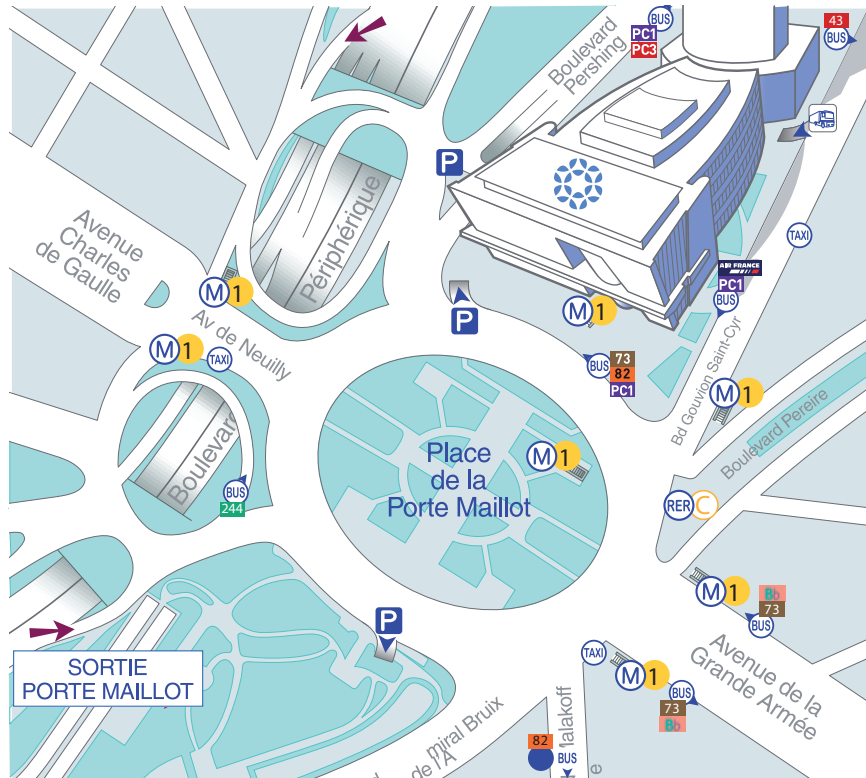 BUS
PC1
PC3
43
BUS
Boulevard
Pershing
P
Périphérique
Avenue
Charles
de Gaulle
M 1
Av de Neuilly
M 1
TAXI
P
M 1
TAXI
AIR FRANCE
PC1
BUS
BUS
73
82
PC1
Bd Gouvion Saint-Cyr
M 1
Boulevard Pereire
Boulevard
BUS
244
Place
de la
Porte Maillot
M 1
RER C
M 1
Bb
73
BUS
Avenue de la
Grande Armée
TAXI
M 1
BUS
73
Bb
P
SORTIE
PORTE MAILLOT
miral Bruix
de l'A
82
BUS
Malakoff